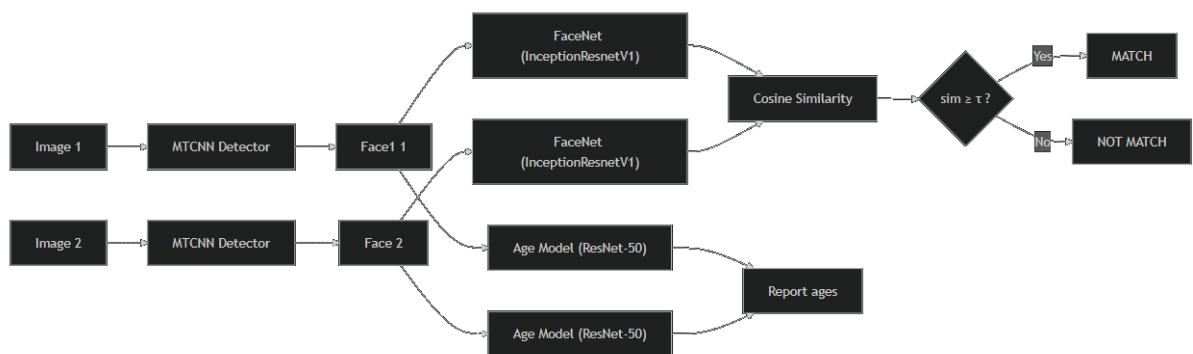 FaceNet
(InceptionResnetV1)
Yes
MATCH
Cosine Similarity
sim ≥ τ ?
FaceNet
(InceptionResnetV1)
No
NOT MATCH
Image 1
MTCNN Detector
Face1 1
Image 2
MTCNN Detector
Face 2
Age Model (ResNet-50)
Report ages
Age Model (ResNet-50)